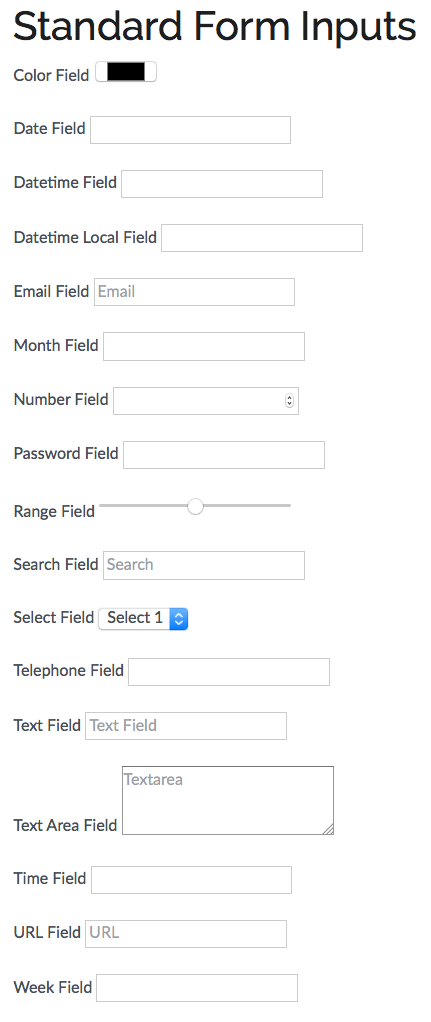 Standard Form Inputs
Color Field
Date Field
Datetime Field
Datetime Local Field
Email Field Email
Month Field
Number Field
Password Field
Range Field
Search Field Search
Select Field Select 1
Telephone Field
Text Field Text Field
Textarea
Text Area Field
Time Field
URL Field URL
Week Field